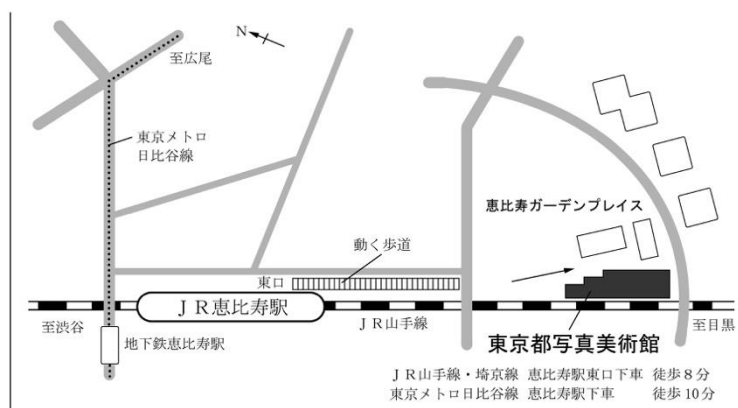 至広尾
N
東京メトロ
日比谷線
恵比寿ガーデンプレイス
動く歩道
東口
JR恵比寿駅
至渋谷
JR山手線
至目黒
地下鉄恵比寿駅
東京都写真美術館
JR山手線・埼京線 恵比寿駅東口下車 徒歩8分
東京メトロ日比谷線 恵比寿駅下車 徒歩10分